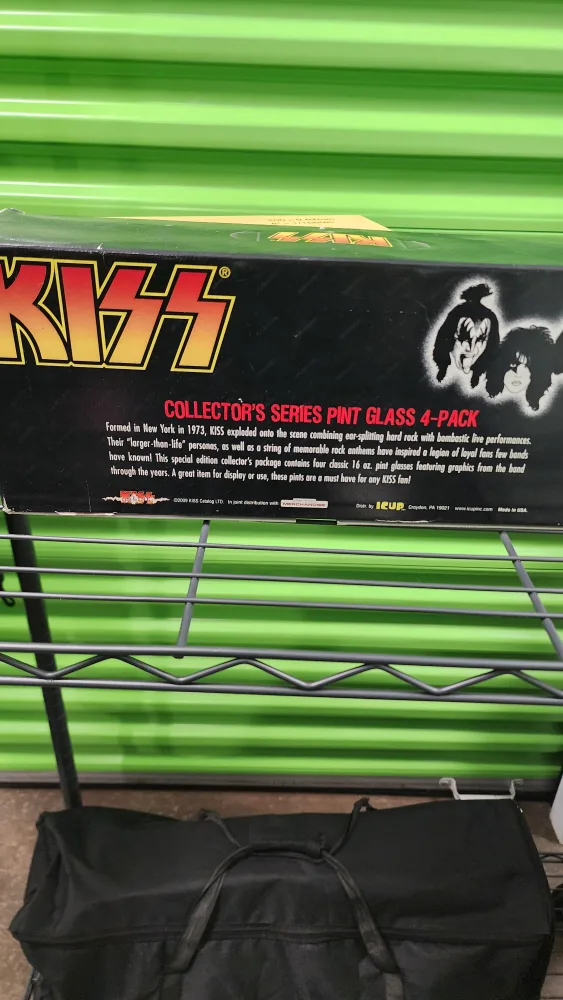 KISS
KISS®
COLLECTOR'S SERIES PINT GLASS 4-PACK
Formed in New York in 1973, KISS exploded onto the scene combining ear-splitting hard rock with bombastic live performances.
Their "larger-than-life" personas, as well as a string of memorable rock anthems have inspired a legion of loyal fans few bands
have known! This special edition collector's package contains four classic 16 oz. pint glasses featuring graphics from the band
through the years. A great item for display or use, these pints are a must have for any KISS fan!
KISS ©2009 KISS Catalog LTD. In joint distribution with MERCHANDISE Distr. by ICUP Croydon, PA 19021 www.icupinc.com Made in USA.